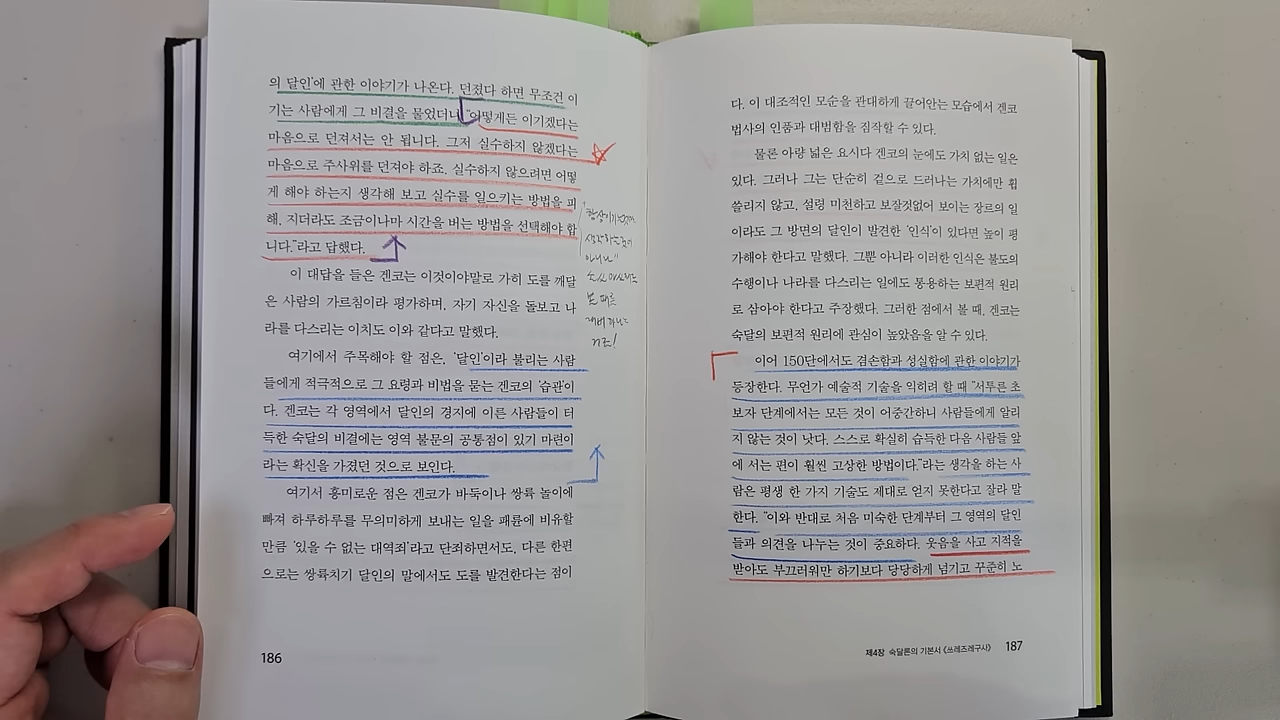 의 달인'에 관한 이야기가 나온다. 던졌다 하면 무조건 이
기는 사람에게 그 비결을 물었더니, "어떻게든 이기겠다는
마음으로 던져서는 안 됩니다. 그저 실수하지 않겠다는
마음으로 주사위를 던져야 하죠. 실수하지 않으려면 어떻
게 해야 하는지 생각해 보고 실수를 일으키는 방법을 피
해, 지더라도 조금이나마 시간을 버는 방법을 선택해야 합
니다."라고 답했다.
이 대답을 들은 겐코는 이것이야말로 가히 도를 깨달
은 사람의 가르침이라 평가하며, 자기 자신을 돌보고 나
라를 다스리는 이치도 이와 같다고 말했다.
여기에서 주목해야 할 점은, '달인'이라 불리는 사람
들에게 적극적으로 그 요령과 비법을 묻는 겐코의 '습관'이
다. 겐코는 각 영역에서 달인의 경지에 이른 사람들이 터
득한 숙달의 비결에는 영역 불문의 공통점이 있기 마련이
라는 확신을 가졌던 것으로 보인다.
여기서 흥미로운 점은 겐코가 바둑이나 쌍륙 놀이에
빠져 하루하루를 무의미하게 보내는 일을 패륜에 비유할
만큼 '있을 수 없는 대역죄'라고 단죄하면서도, 다른 한편
으로는 쌍륙치기 달인의 말에서도 도를 발견한다는 점이
186
다. 이 대조적인 모순을 관대하게 끌어안는 모습에서 겐코
법사의 인품과 대범함을 짐작할 수 있다.
물론 아량 넓은 요시다 겐코의 눈에도 가치 없는 일은
있다. 그러나 그는 단순히 겉으로 드러나는 가치에만 휩
쓸리지 않고, 설령 미천하고 보잘것없어 보이는 장르의 일
이라도 그 방면의 달인이 발견한 '인식'이 있다면 높이 평
가해야 한다고 말했다. 그뿐 아니라 이러한 인식은 불도의
수행이나 나라를 다스리는 일에도 통용하는 보편적 원리
로 삼아야 한다고 주장했다. 그러한 점에서 볼 때, 겐코는
숙달의 보편적 원리에 관심이 높았음을 알 수 있다.
이어 150단에서도 겸손함과 성실함에 관한 이야기가
등장한다. 무언가 예술적 기술을 익히려 할 때 "서투른 초
보자 단계에서는 모든 것이 어중간하니 사람들에게 알리
지 않는 것이 낫다. 스스로 확실히 습득한 다음 사람들 앞
에 서는 편이 훨씬 고상한 방법이다."라는 생각을 하는 사
람은 평생 한 가지 기술도 제대로 얻지 못한다고 잘라 말
한다. "이와 반대로 처음 미숙한 단계부터 그 영역의 달인
들과 의견을 나누는 것이 중요하다. 웃음을 사고 지적을
받아도 부끄러워만 하기보다 당당하게 넘기고 꾸준히 노
제4장 숙달론의 기본서 《쓰레즈레구사》 187